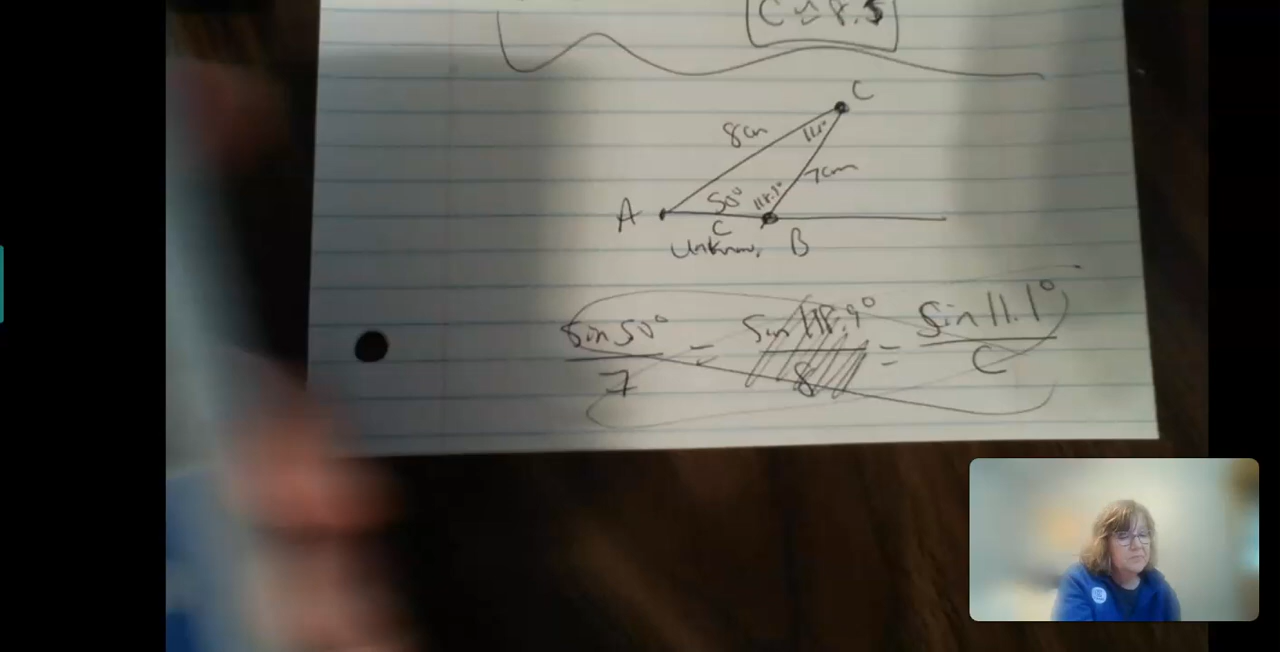 C ≈ 8.5
C
8cm
11.1°
7cm
A
50°
118.9°
C
Unknow.
B
sin 50° / 7 = Sin 118.9° / 8 = Sin 11.1° / C